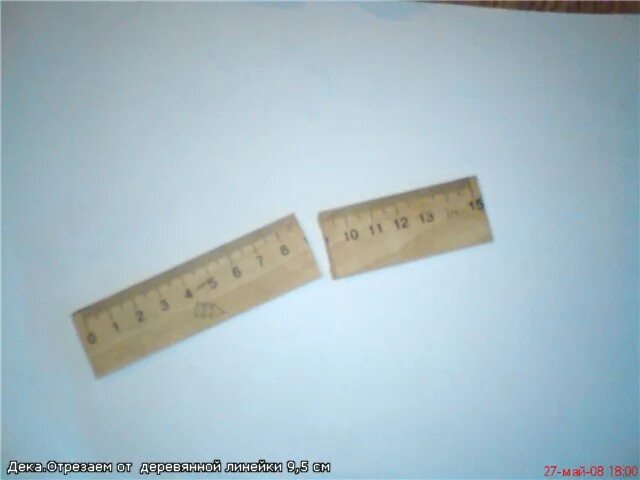 0 1 2 3 4 5 6 7 8
10 11 12 13 15
Дека.Отрезаем от деревянной линейки 9,5 см
27-май-08 18:00